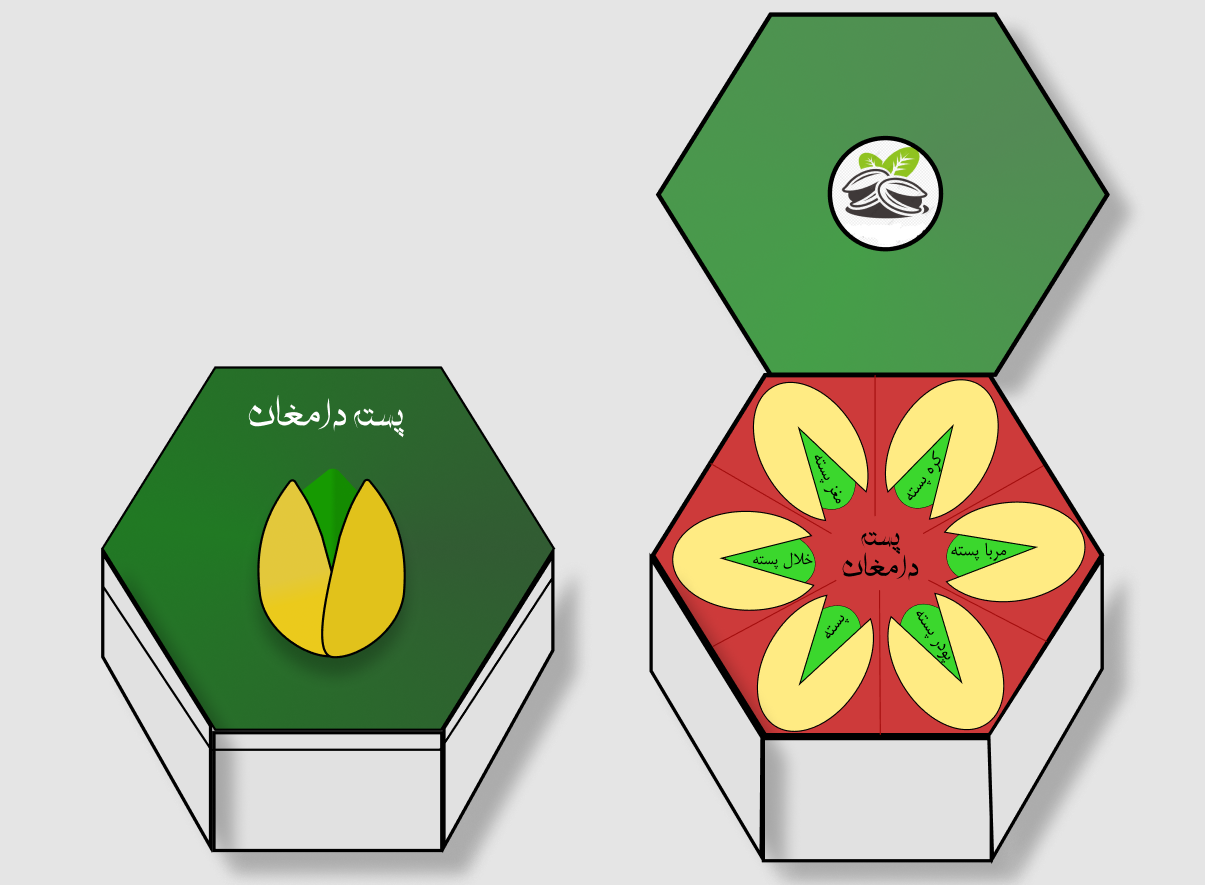 پسته دامغان
مغز پسته
کره پسته
خلال پسته
پسته
دامغان
مربا پسته
پسته
پودر پسته